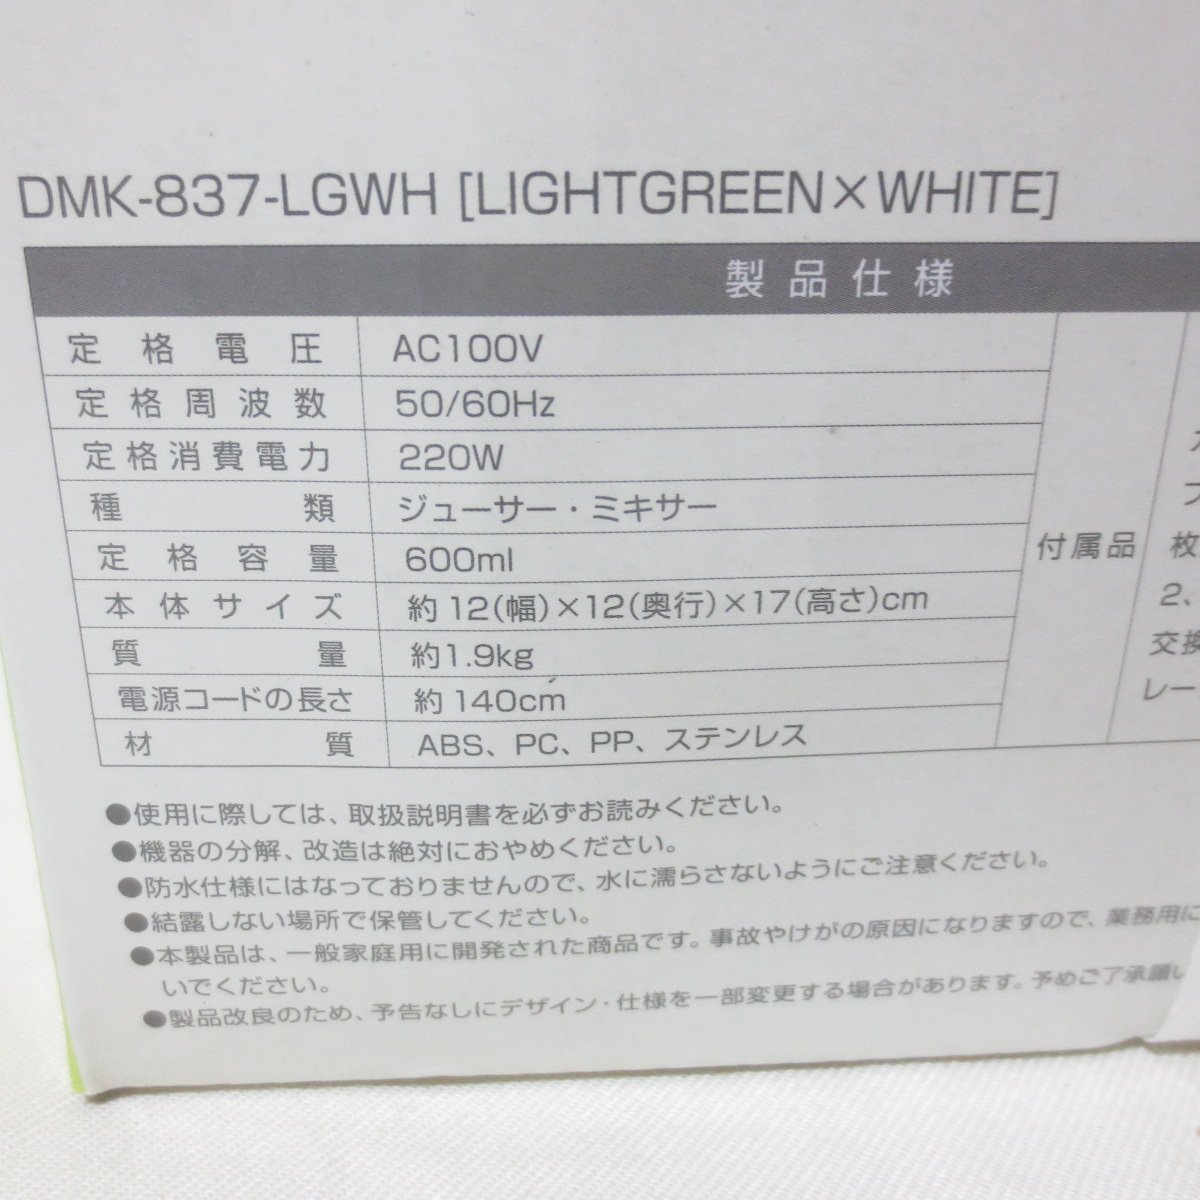 DMK-837-LGWH [LIGHTGREEN×WHITE]
製品仕様
定格電圧 AC100V
定格周波数 50/60Hz
定格消費電力 220W
種類 ジューサー・ミキサー
定格容量 600ml
本体サイズ 約12(幅)×12(奥行)×17(高さ)cm
質量 約1.9kg
電源コードの長さ 約140cm
材質 ABS、PC、PP、ステンレス
付属品
枚
2、
交換
レー
●使用に際しては、取扱説明書を必ずお読みください。
●機器の分解、改造は絶対におやめください。
●防水仕様にはなっておりませんので、水に濡らさないようにご注意ください。
●結露しない場所で保管してください。
●本製品は、一般家庭用に開発された商品です。事故やけがの原因になりますので、業務用に
いでください。
●製品改良のため、予告なしにデザイン・仕様を一部変更する場合があります。予めご了承願い